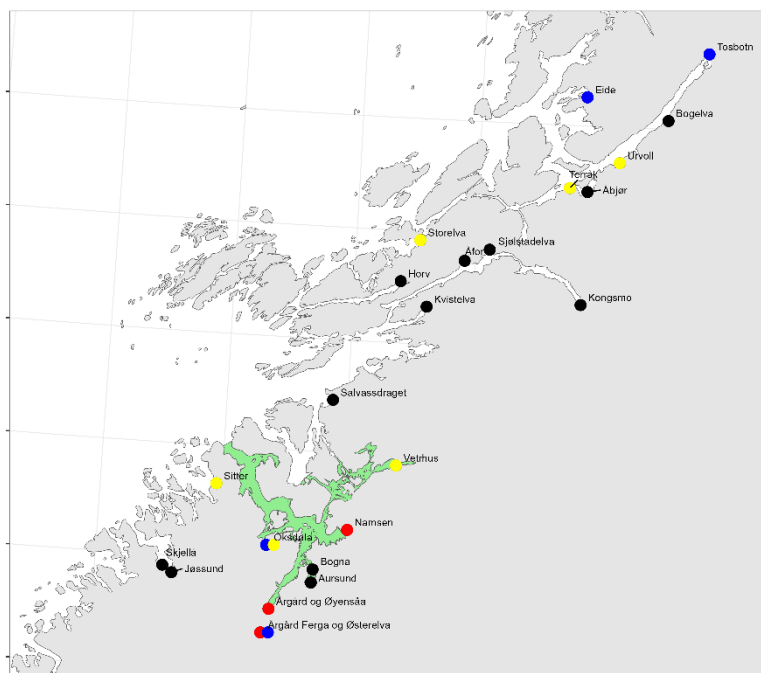 Tosbotn
Eide
Bogelva
Urvoll
Terråk
Abjør
Storelva
Sjølstadelva
Åfor
Horv
Kvistelva
Kongsmo
Salvassdraget
Vetrhus
Sitter
Namsen
Oksdøla
Skjella
Bogna
Jøssund
Aursund
Årgård og Øyensåa
Årgård Ferga og Østerelva